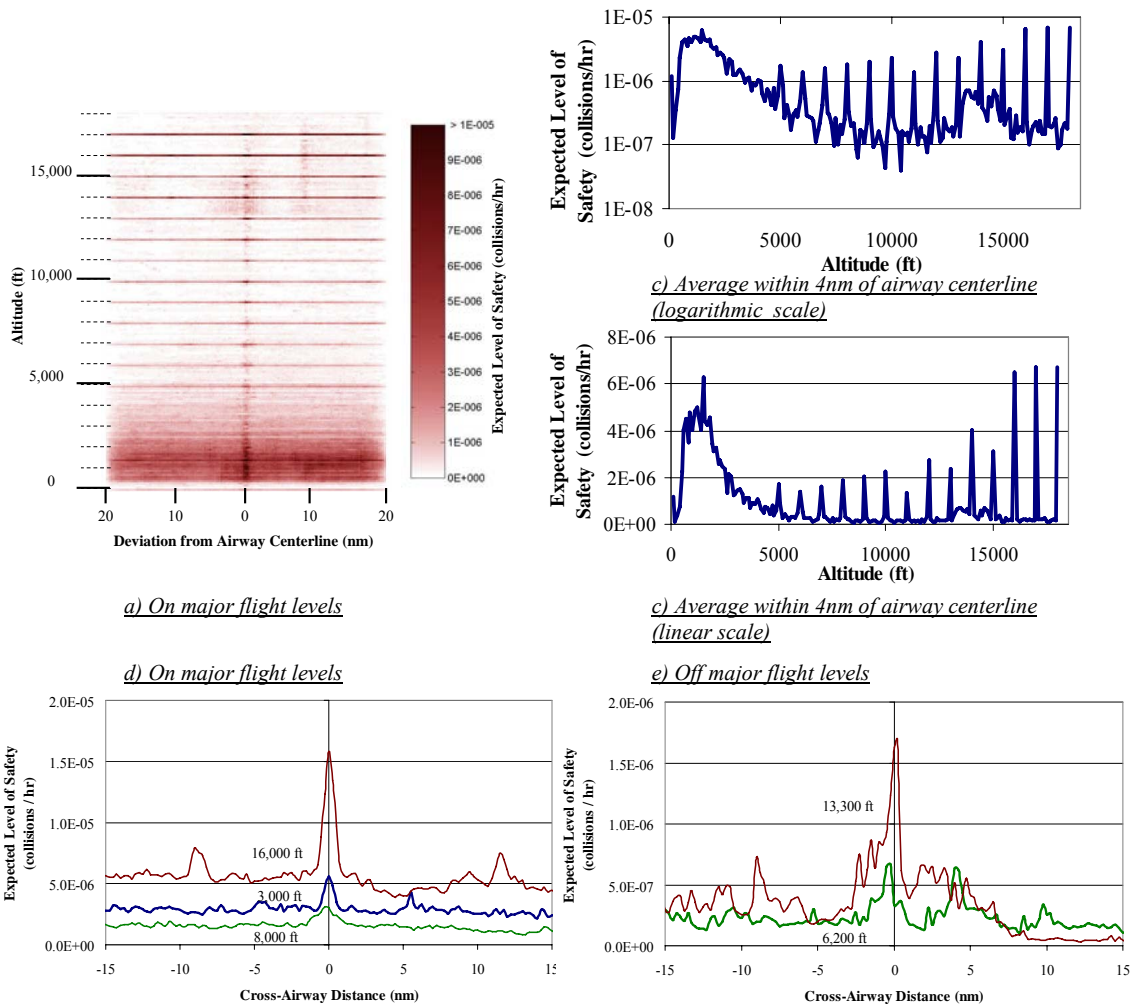 > 1E-005
9E-006
8E-006
7E-006
6E-006
5E-006
4E-006
3E-006
2E-006
1E-006
0E+000
Expected Level of Safety (collisions/hr)
15,000
10,000
5,000
0
Altitude (ft)
20 10 0 10 20
Deviation from Airway Centerline (nm)
a) On major flight levels
1E-05
1E-06
1E-07
1E-08
Expected Level of
Safety (collisions/hr)
0 5000 10000 15000
Altitude (ft)
c) Average within 4nm of airway centerline
(logarithmic scale)
8E-06
6E-06
4E-06
2E-06
0E+00
Expected Level of
Safety (collisions/hr)
0 5000 10000 15000
Altitude (ft)
c) Average within 4nm of airway centerline
(linear scale)
d) On major flight levels
2.0E-05
1.5E-05
1.0E-05
5.0E-06
0.0E+00
Expected Level of Safety
(collisions / hr)
16,000 ft
3,000 ft
8,000 ft
-15 -10 -5 0 5 10 15
Cross-Airway Distance (nm)
e) Off major flight levels
2.0E-06
1.5E-06
1.0E-06
5.0E-07
0.0E+00
Expected Level of Safety
(collisions / hr)
13,300 ft
6,200 ft
-15 -10 -5 0 5 10 15
Cross-Airway Distance (nm)